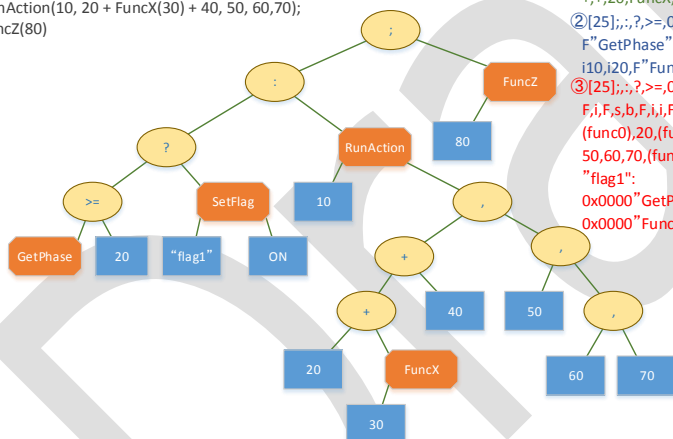 nAction(10, 20 + FuncX(30) + 40, 50, 60,70);
ncZ(80)
②[25];,:,?,>=,0
F"GetPhase"
i10,i20,F"Fun
③[25];,:,?,>=,0
F,i,F,s,b,F,i,i,F
(func0),20,(fu
50,60,70,(fun
"flag1":
0x0000"GetP
0x0000"Func
;
:
FuncZ
?
RunAction
80
>=
SetFlag
10
,
GetPhase
20
"flag1"
ON
+
,
+
40
50
,
20
FuncX
60
70
30